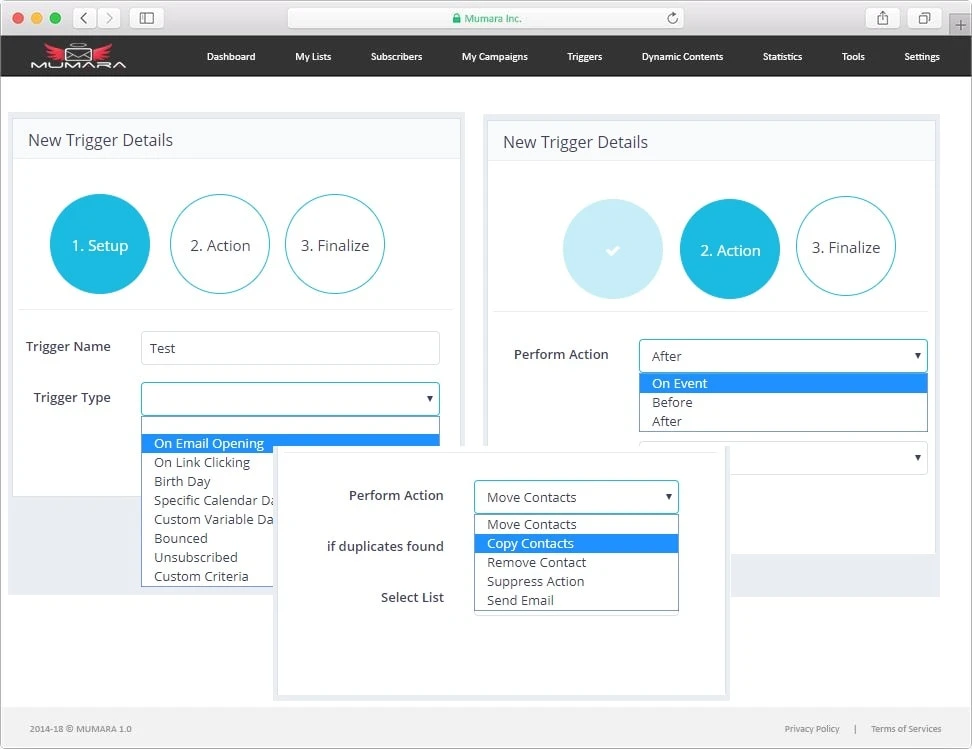 Mumara Inc.
MUMARA
Dashboard My Lists Subscribers My Campaigns Triggers Dynamic Contents Statistics Tools Settings
New Trigger Details
1. Setup 2. Action 3. Finalize
Trigger Name Test
Trigger Type
On Email Opening
On Link Clicking
Birth Day
Specific Calendar Da
Custom Variable Da
Bounced
Unsubscribed
Custom Criteria
New Trigger Details
2. Action 3. Finalize
Perform Action After
On Event
Before
After
Perform Action Move Contacts
Move Contacts
if duplicates found Copy Contacts
Remove Contact
Suppress Action
Select List Send Email
2014-18 © MUMARA 1.0 Privacy Policy | Terms of Services